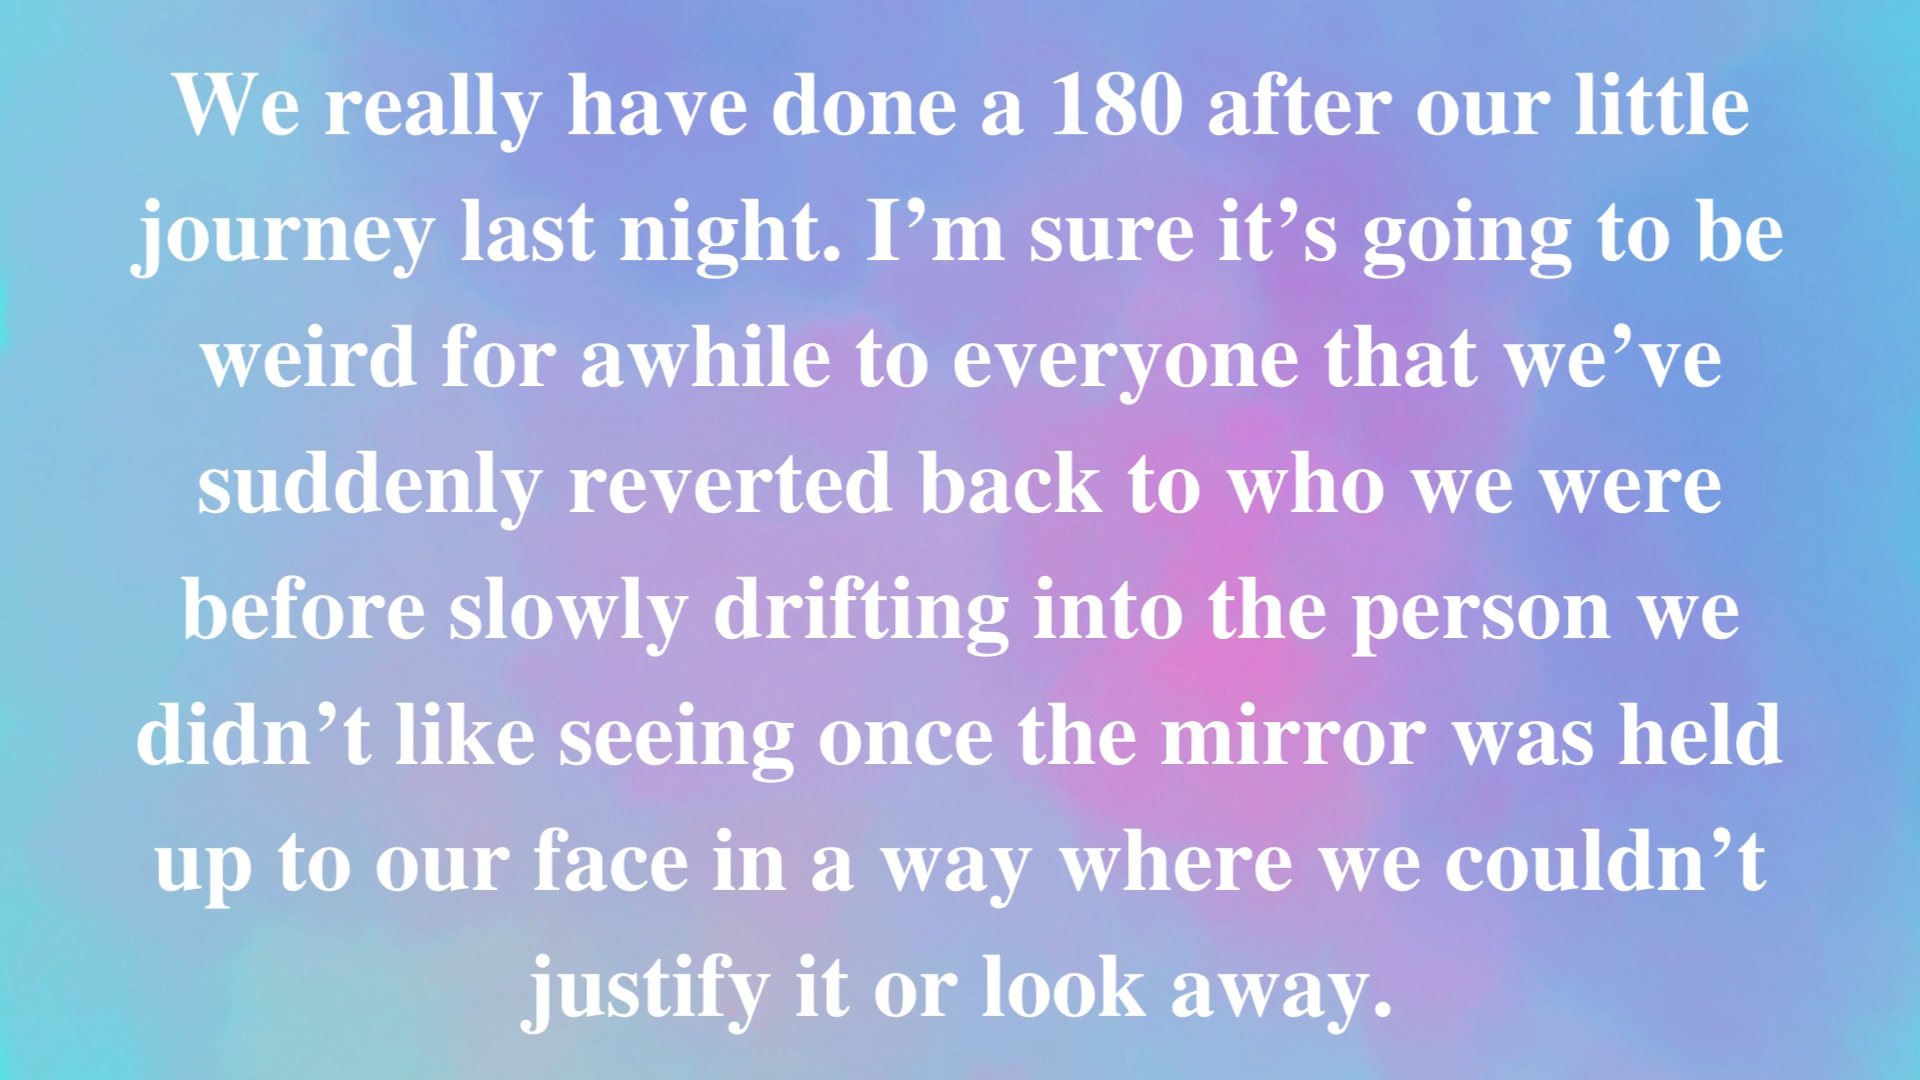 We really have done a 180 after our little
journey last night. I’m sure it’s going to be
weird for awhile to everyone that we’ve
suddenly reverted back to who we were
before slowly drifting into the person we
didn’t like seeing once the mirror was held
up to our face in a way where we couldn’t
justify it or look away.